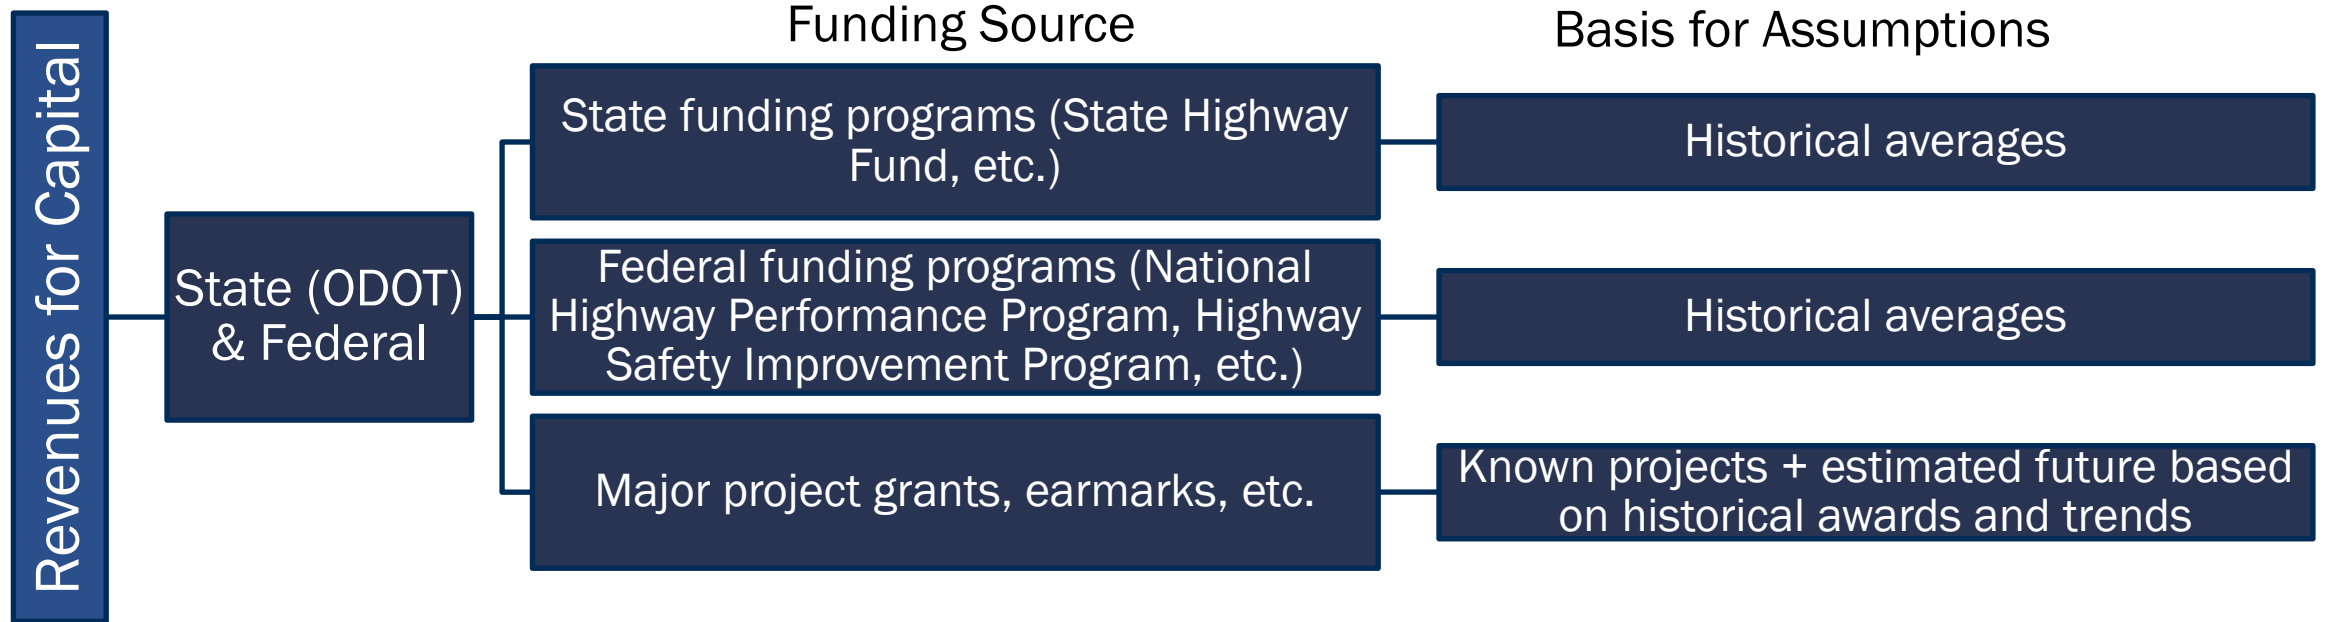 Revenues for Capital
Funding Source
Basis for Assumptions
State (ODOT)
& Federal
State funding programs (State Highway
Fund, etc.)
Historical averages
Federal funding programs (National
Highway Performance Program, Highway
Safety Improvement Program, etc.)
Historical averages
Major project grants, earmarks, etc.
Known projects + estimated future based
on historical awards and trends